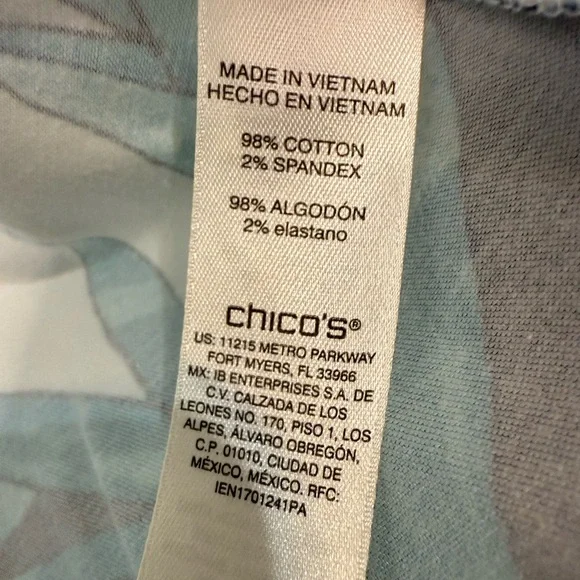 MADE IN VIETNAM
HECHO EN VIETNAM
98% COTTON
2% SPANDEX
98% ALGODÓN
2% elastano
chico's®
US: 11215 METRO PARKWAY
FORT MYERS, FL 33966
MX: IB ENTERPRISES S.A. DE
C.V. CALZADA DE LOS
LEONES NO. 170, PISO 1, LOS
ALPES, ÁLVARO OBREGÓN,
C.P. 01010, CIUDAD DE
MÉXICO, MÉXICO. RFC:
IEN1701241PA